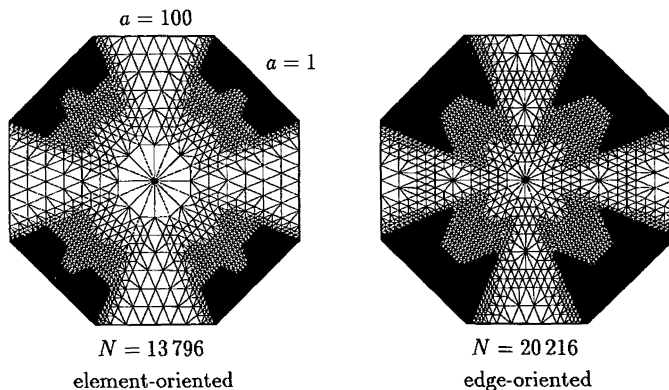 a = 100
a = 1
N = 13 796
N = 20 216
element-oriented
edge-oriented